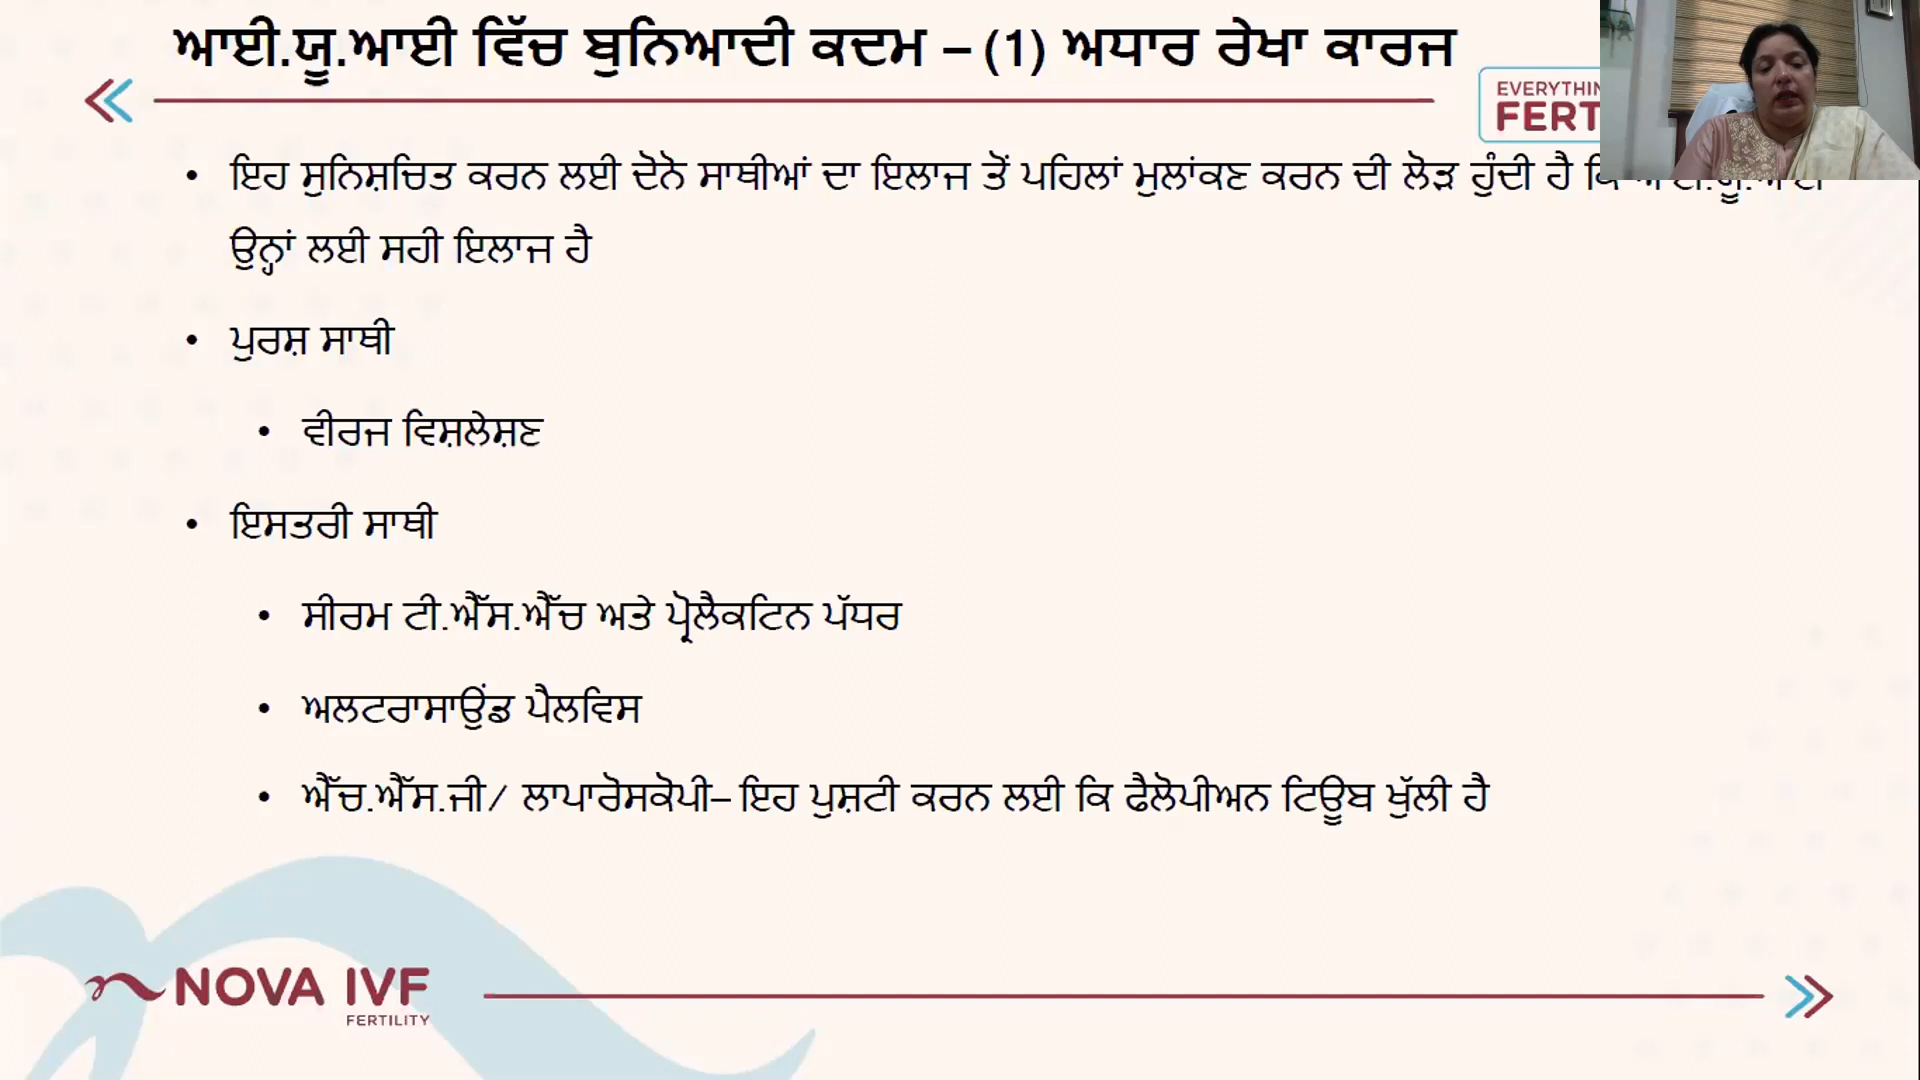 ਆਈ.ਯੂ.ਆਈ ਵਿੱਚ ਬੁਨਿਆਦੀ ਕਦਮ – (1) ਅਧਾਰ ਰੇਖਾ ਕਾਰਜ
EVERYTHIN
FERT
• ਇਹ ਸੁਨਿਸ਼ਚਿਤ ਕਰਨ ਲਈ ਦੋਨੋ ਸਾਥੀਆਂ ਦਾ ਇਲਾਜ ਤੋਂ ਪਹਿਲਾਂ ਮੁਲਾਂਕਣ ਕਰਨ ਦੀ ਲੋੜ ਹੁੰਦੀ ਹੈ
ਉਨ੍ਹਾਂ ਲਈ ਸਹੀ ਇਲਾਜ ਹੈ
• ਪੁਰਸ਼ ਸਾਥੀ
• ਵੀਰਜ ਵਿਸ਼ਲੇਸ਼ਣ
• ਇਸਤਰੀ ਸਾਥੀ
• ਸੀਰਮ ਟੀ.ਐੱਸ.ਐੱਚ ਅਤੇ ਪ੍ਰੋਲੈਕਟਿਨ ਪੱਧਰ
• ਅਲਟਰਾਸਾਉਂਡ ਪੈਲਵਿਸ
• ਐੱਚ.ਐੱਸ.ਜੀ/ ਲਾਪਾਰੋਸਕੋਪੀ– ਇਹ ਪੁਸ਼ਟੀ ਕਰਨ ਲਈ ਕਿ ਫੈਲੋਪੀਅਨ ਟਿਊਬ ਖੁੱਲੀ ਹੈ
NOVA IVF
FERTILITY